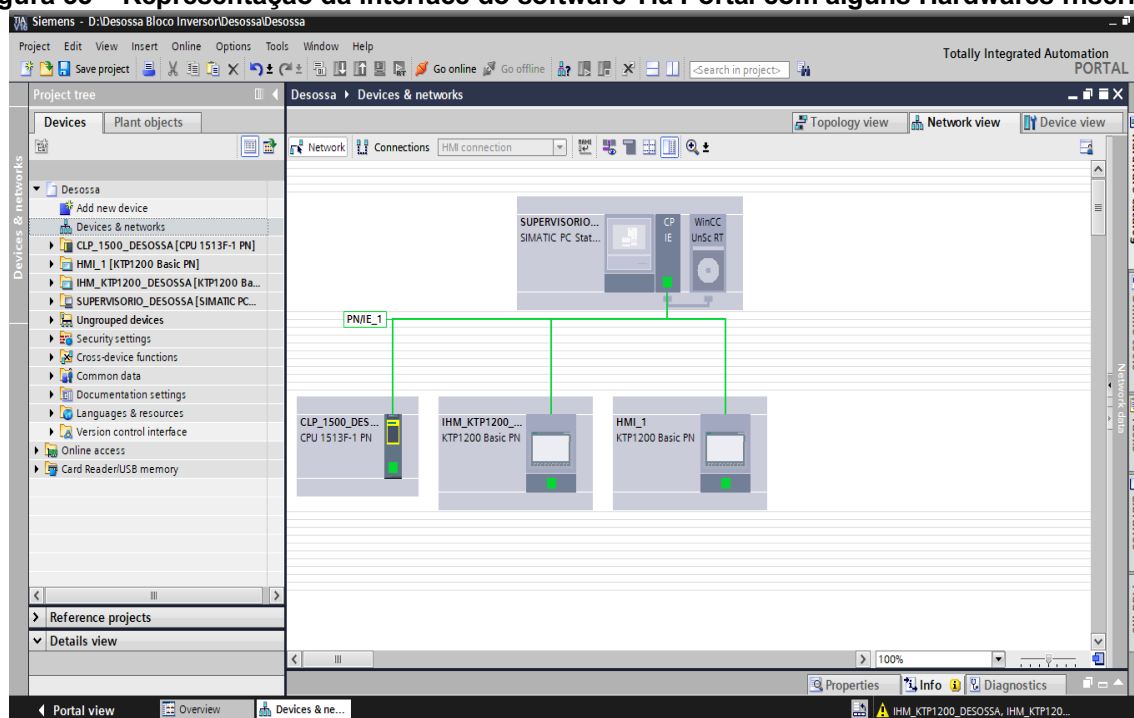 Siemens - D:\Desossa Bloco Inversor\Desossa\Desossa
Project Edit View Insert Online Options Tools Window Help
Totally Integrated Automation
PORTAL
Save project
Go online
Go offline
<Search in project>
Project tree
Desossa Devices & networks
Devices Plant objects
Topology view Network view Device view
Network Connections HMI connection
Devices & networks
Desossa
Add new device
Devices & networks
CLP_1500_DESOSSA [CPU 1513F-1 PN]
HMI_1 [KTP1200 Basic PN]
IHM_KTP1200_DESOSSA [KTP1200 Ba...
SUPERVISORIO_DESOSSA [SIMATIC PC...
Ungrouped devices
Security settings
Cross-device functions
Common data
Documentation settings
Languages & resources
Version control interface
Online access
Card Reader/USB memory
SUPERVISORIO...
SIMATIC PC Stat...
CP
IE
WinCC
UnSc RT
PN/IE_1
CLP_1500_DES...
CPU 1513F-1 PN
IHM_KTP1200_...
KTP1200 Basic PN
HMI_1
KTP1200 Basic PN
Network data
Reference projects
Details view
100%
Properties Info Diagnostics
Portal view Overview Devices & ne...
IHM_KTP1200_DESOSSA, IHM_KTP120...